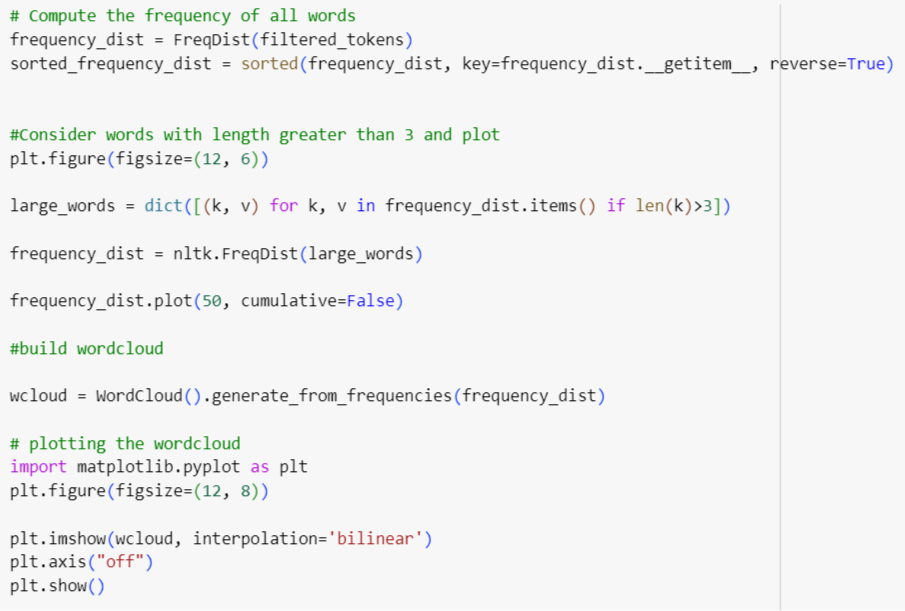 # Compute the frequency of all words
frequency_dist = FreqDist(filtered_tokens)
sorted_frequency_dist = sorted(frequency_dist, key=frequency_dist.__getitem__, reverse=True)
#Consider words with length greater than 3 and plot
plt.figure(figsize=(12, 6))
large_words = dict([(k, v) for k, v in frequency_dist.items() if len(k)>3])
frequency_dist = nltk.FreqDist(large_words)
frequency_dist.plot(50, cumulative=False)
#build wordcloud
wcloud = WordCloud().generate_from_frequencies(frequency_dist)
# plotting the wordcloud
import matplotlib.pyplot as plt
plt.figure(figsize=(12, 8))
plt.imshow(wcloud, interpolation='bilinear')
plt.axis("off")
plt.show()